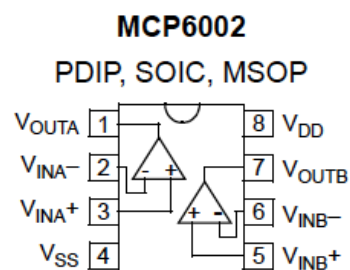 MCP6002
PDIP, SOIC, MSOP
VOUTA 1 8 VDD
VINA– 2 - + 7 VOUTB
VINA+ 3 + - 6 VINB–
VSS 4 5 VINB+